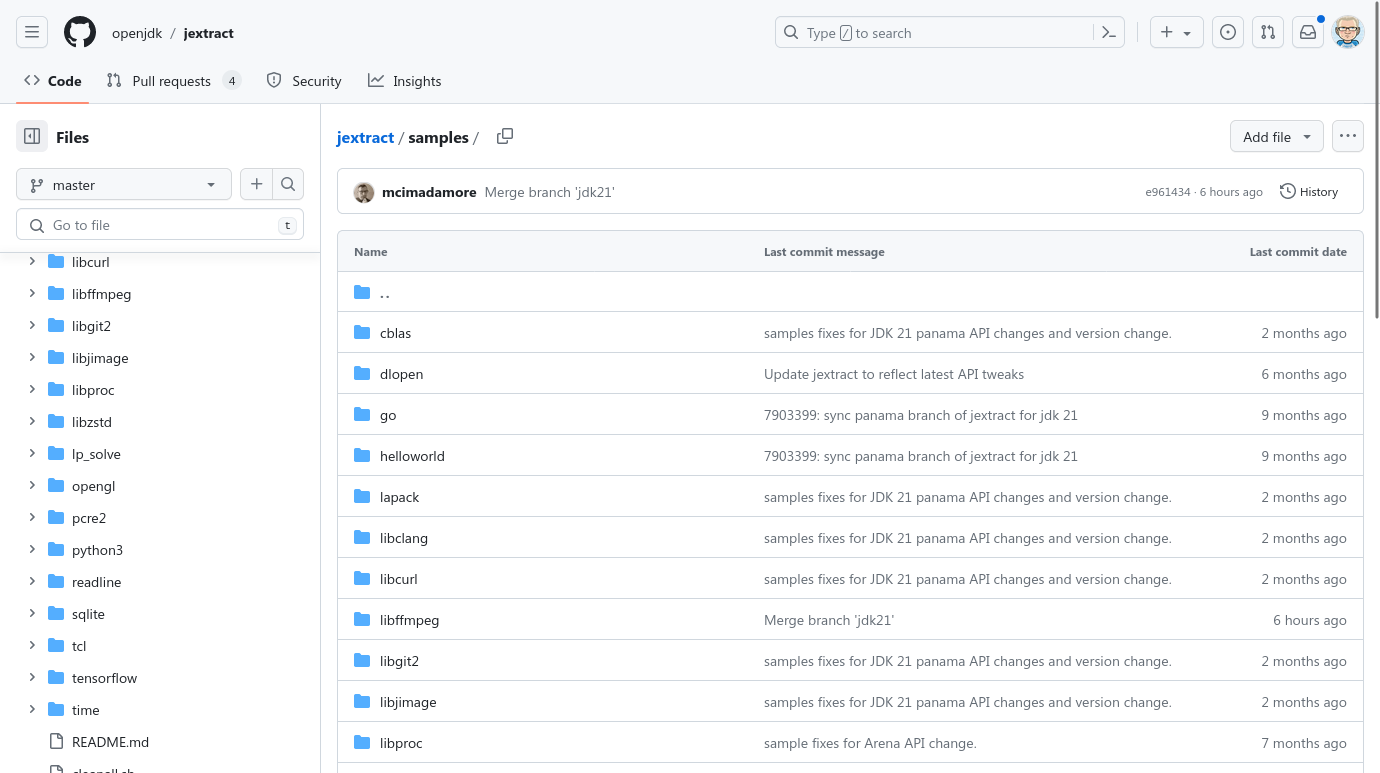 openjdk / jextract
Type / to search
Code
Pull requests 4
Security
Insights
Files
master
Go to file
t
libcurl
libffmpeg
libgit2
libjimage
libproc
libzstd
lp_solve
opengl
pcre2
python3
readline
sqlite
tcl
tensorflow
time
README.md
cleanall.sh
jextract / samples /
Add file
mcimadamore Merge branch 'jdk21'
e961434 · 6 hours ago
History
Name Last commit message Last commit date
..
cblas samples fixes for JDK 21 panama API changes and version change. 2 months ago
dlopen Update jextract to reflect latest API tweaks 6 months ago
go 7903399: sync panama branch of jextract for jdk 21 9 months ago
helloworld 7903399: sync panama branch of jextract for jdk 21 9 months ago
lapack samples fixes for JDK 21 panama API changes and version change. 2 months ago
libclang samples fixes for JDK 21 panama API changes and version change. 2 months ago
libcurl samples fixes for JDK 21 panama API changes and version change. 2 months ago
libffmpeg Merge branch 'jdk21' 6 hours ago
libgit2 samples fixes for JDK 21 panama API changes and version change. 2 months ago
libjimage samples fixes for JDK 21 panama API changes and version change. 2 months ago
libproc sample fixes for Arena API change. 7 months ago